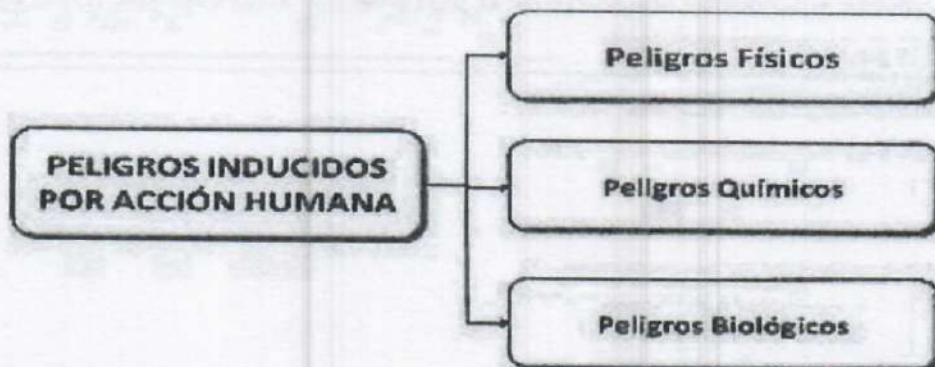 PELIGROS INDUCIDOS
POR ACCIÓN HUMANA
Peligros Físicos
Peligros Químicos
Peligros Biológicos